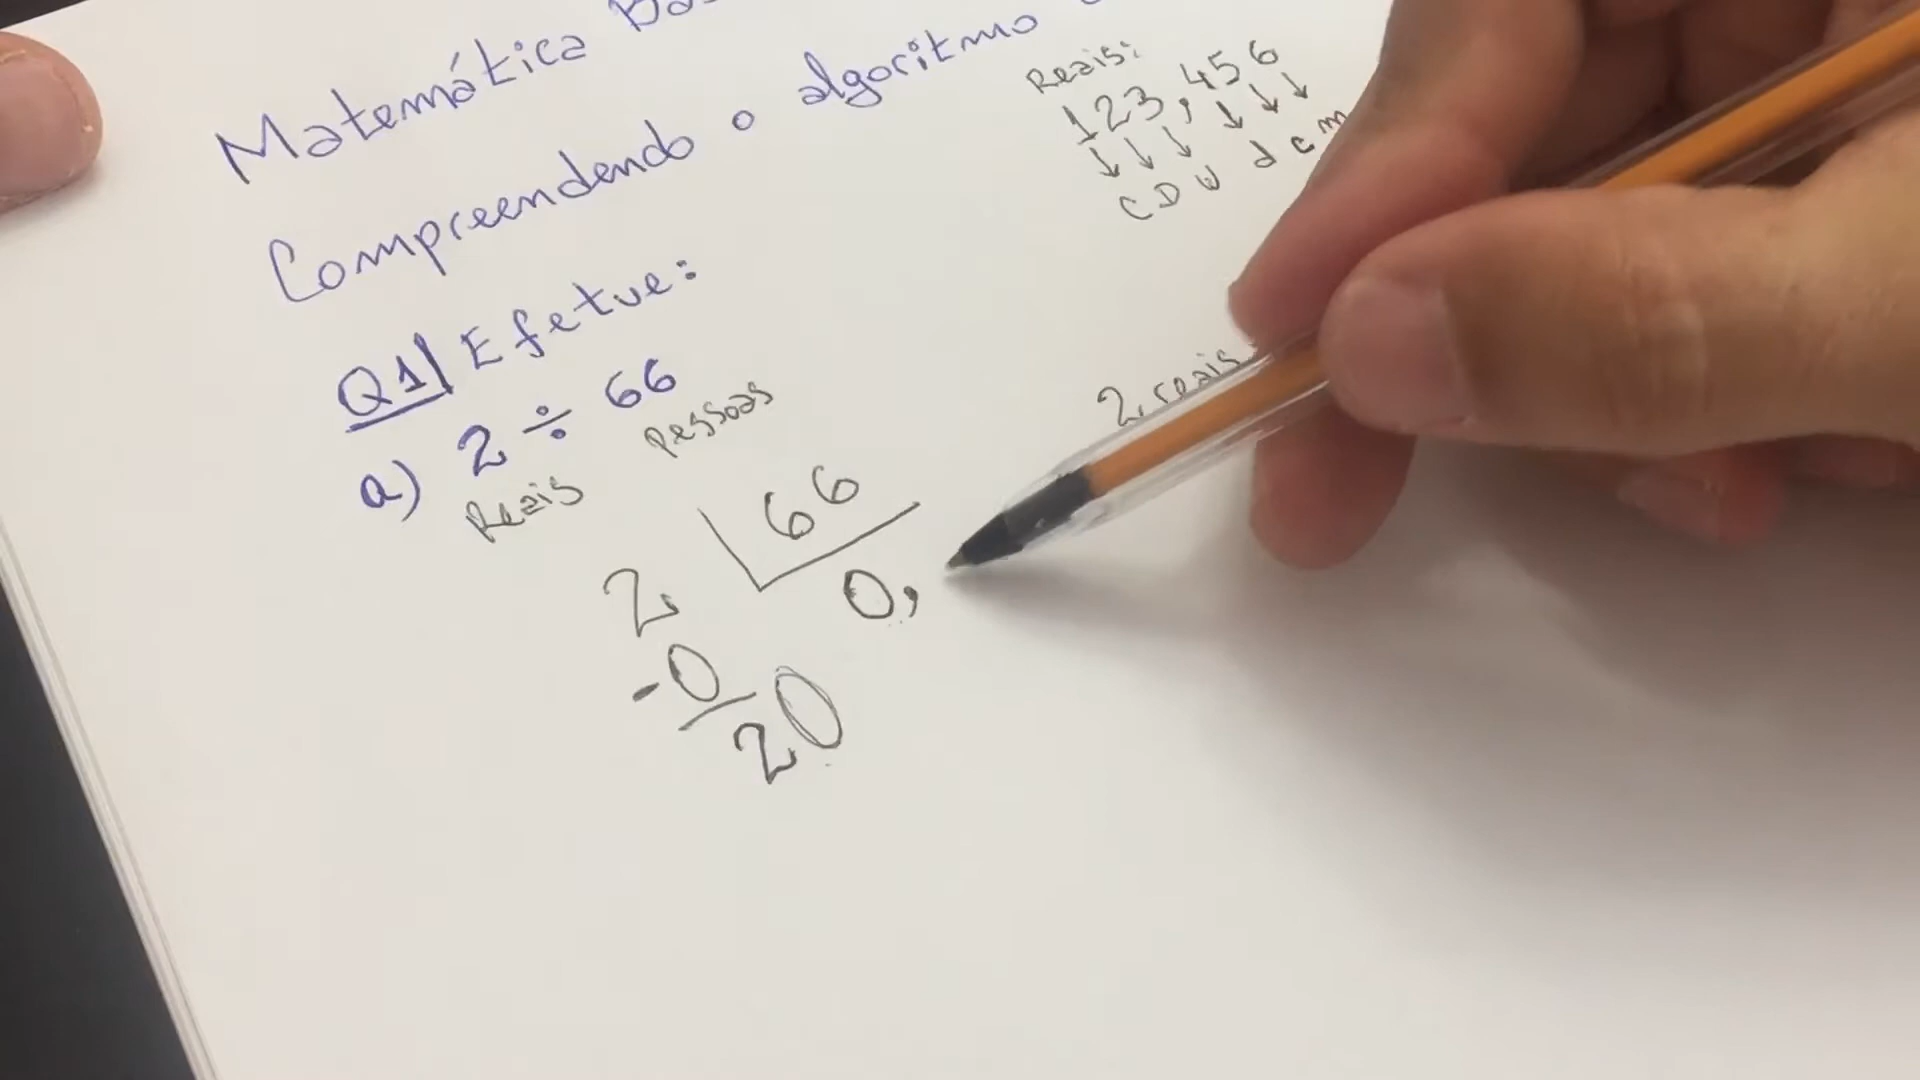 Matemática
Compreendendo o algoritmo
Reais:
123,456
C D U d c m
Q1| Efetue:
a) 2 ÷ 66
Reais pessoas
2 reais
2 66
-0 0,
20